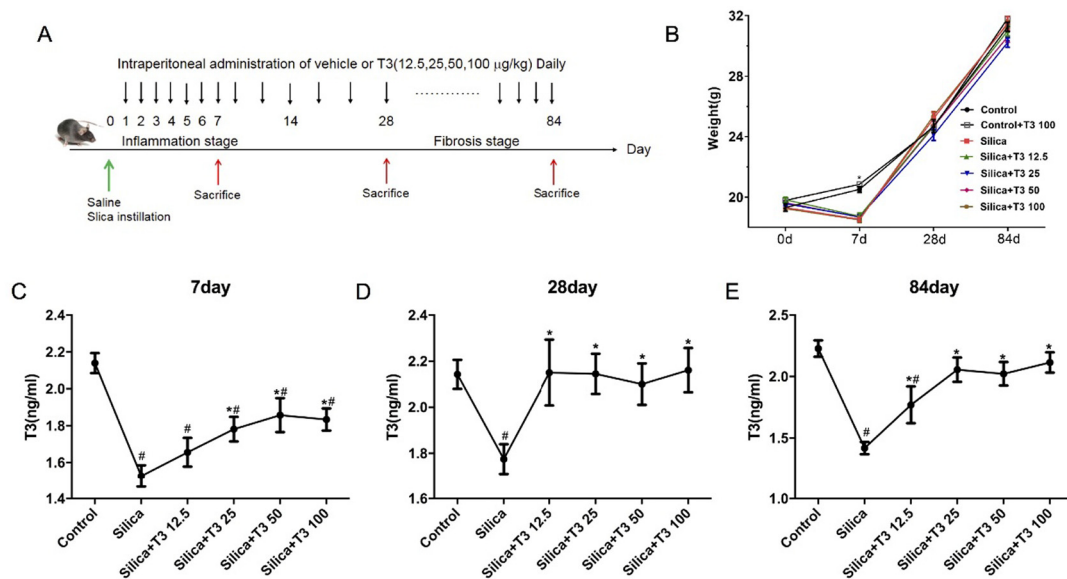 A
Intraperitoneal administration of vehicle or T3(12.5,25,50,100 μg/kg) Daily
0 1 2 3 4 5 6 7 14 28 84
Inflammation stage Fibrosis stage Day
Saline
Slica instillation
Sacrifice Sacrifice Sacrifice
B
Weight(g)
32
28
24
20
0d 7d 28d 84d
*
Control
Control+T3 100
Silica
Silica+T3 12.5
Silica+T3 25
Silica+T3 50
Silica+T3 100
C
7day
T3(ng/ml)
2.4
2.2
2.0
1.8
1.6
1.4
# # *# *# *#
Control Silica Silica+T3 12.5 Silica+T3 25 Silica+T3 50 Silica+T3 100
D
28day
T3(ng/ml)
2.4
2.2
2.0
1.8
1.6
# * * * *
Control Silica Silica+T3 12.5 Silica+T3 25 Silica+T3 50 Silica+T3 100
E
84day
T3(ng/ml)
2.5
2.0
1.5
1.0
# *# * * *
Control Silica Silica+T3 12.5 Silica+T3 25 Silica+T3 50 Silica+T3 100